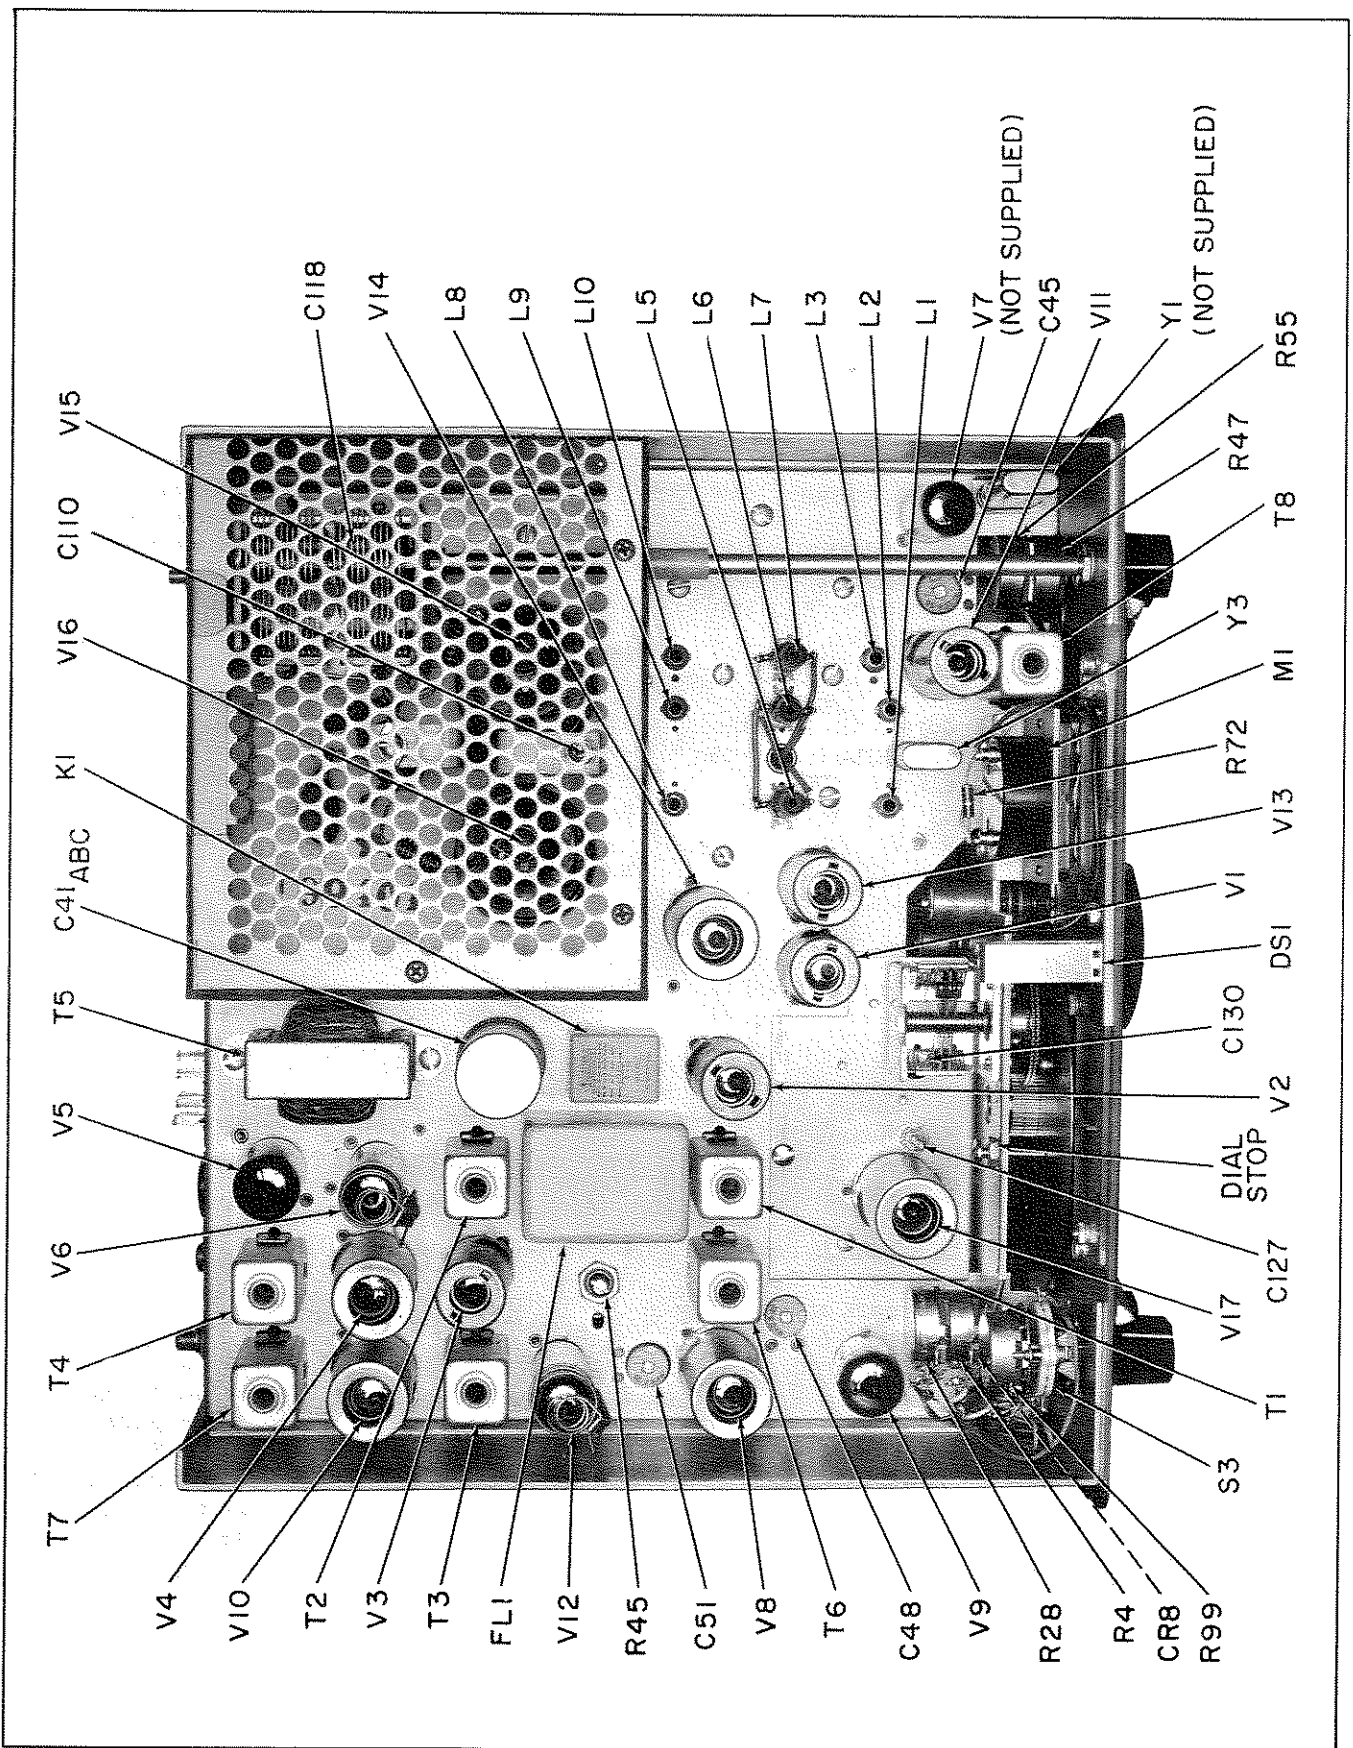 T7
T4
V6
V5
T5
C41ABC
K1
V16
C110
V15
V4
V10
T2
V3
T3
FL1
V12
R45
C51
V8
T6
C48
V9
R28
R4
CR8
R99
C118
V14
L8
L9
L10
L5
L6
L7
L3
L2
L1
V7
(NOT SUPPLIED)
C45
V11
Y1
(NOT SUPPLIED)
R55
S3
T1
V17
C127
DIAL
STOP
V2
C130
DS1
V1
V13
R72
M1
Y3
T8
R47